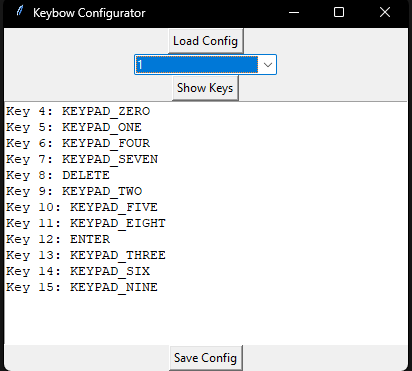 Keybow Configurator
Load Config
1
Show Keys
Key 4: KEYPAD_ZERO
Key 5: KEYPAD_ONE
Key 6: KEYPAD_FOUR
Key 7: KEYPAD_SEVEN
Key 8: DELETE
Key 9: KEYPAD_TWO
Key 10: KEYPAD_FIVE
Key 11: KEYPAD_EIGHT
Key 12: ENTER
Key 13: KEYPAD_THREE
Key 14: KEYPAD_SIX
Key 15: KEYPAD_NINE
Save Config